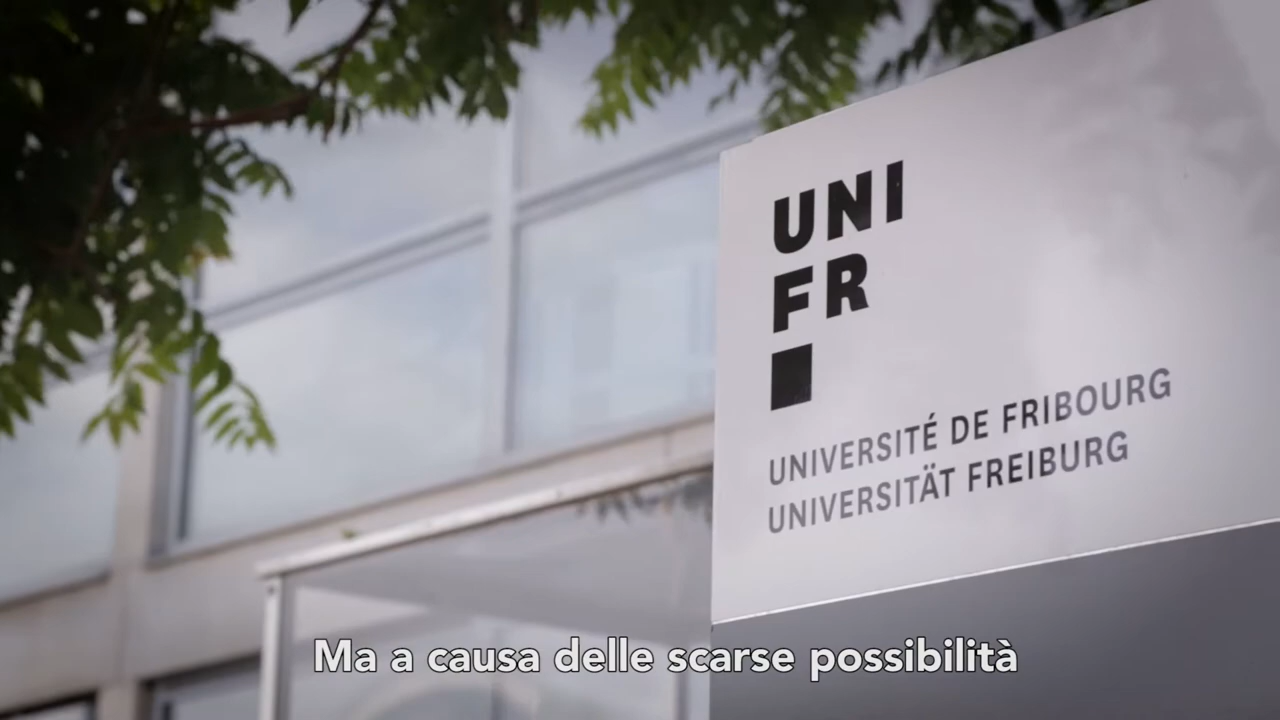 UNI
FR
UNIVERSITÉ DE FRIBOURG
UNIVERSITÄT FREIBURG
Ma a causa delle scarse possibilità